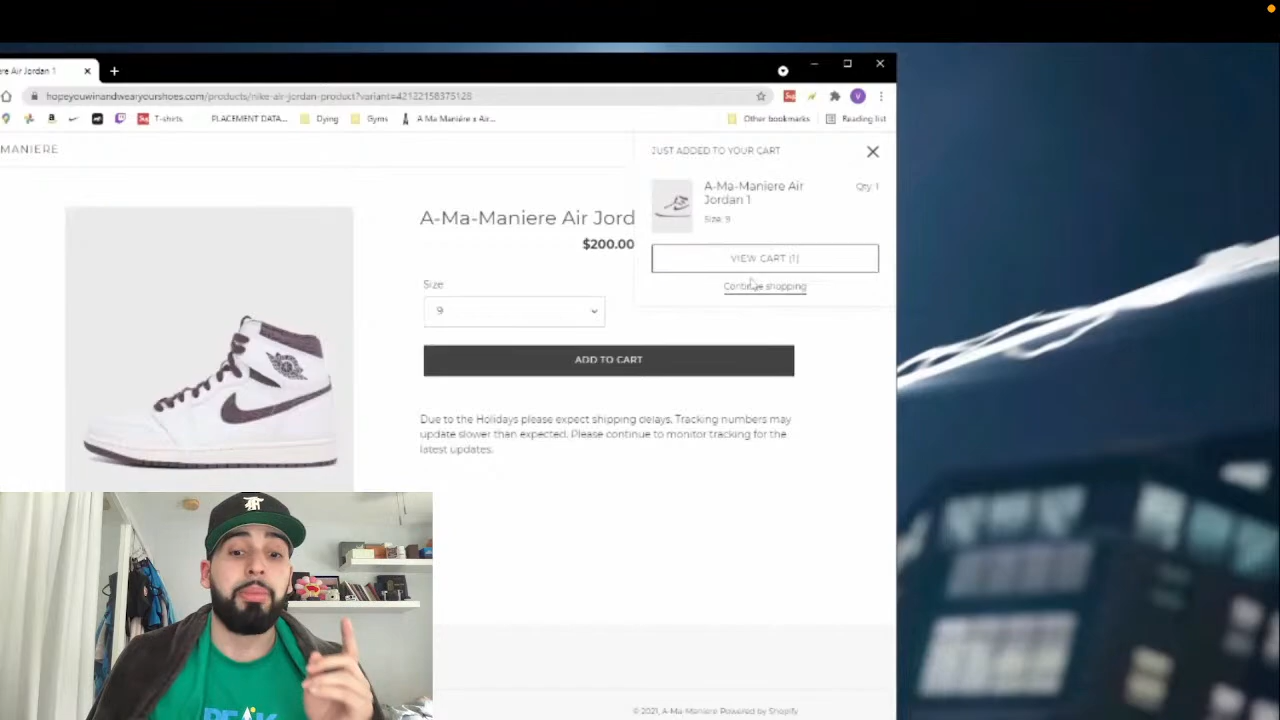 ere Air Jordan 1
hopeyouwinandwearyourshoes.com/products/nike-air-jordan-product?variant=42122158375128
T-shirts
PLACEMENT DATA...
Dying
Gyms
A Ma Maniére x Air...
Other bookmarks
Reading list
MANIERE
JUST ADDED TO YOUR CART
A-Ma-Maniere Air
Jordan 1
Qty 1
Size: 9
VIEW CART (1)
Continue shopping
A-Ma-Maniere Air Jord
$200.00
Size
9
ADD TO CART
Due to the Holidays please expect shipping delays. Tracking numbers may
update slower than expected. Please continue to monitor tracking for the
latest updates.
© 2021, A-Ma-Maniere Powered by Shopify